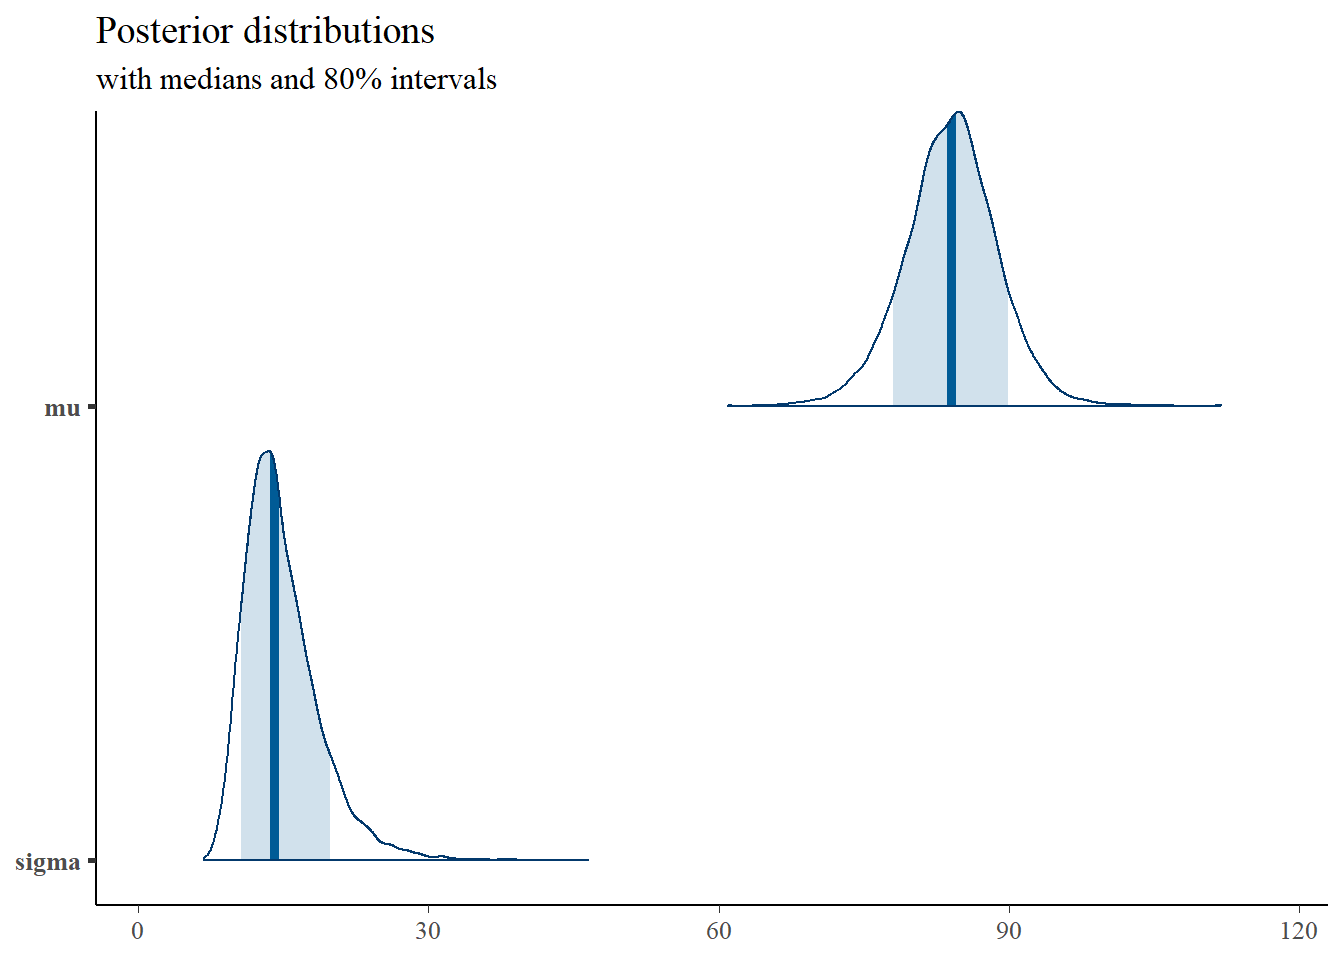 Posterior distributions
with medians and 80% intervals
mu
sigma
0 30 60 90 120